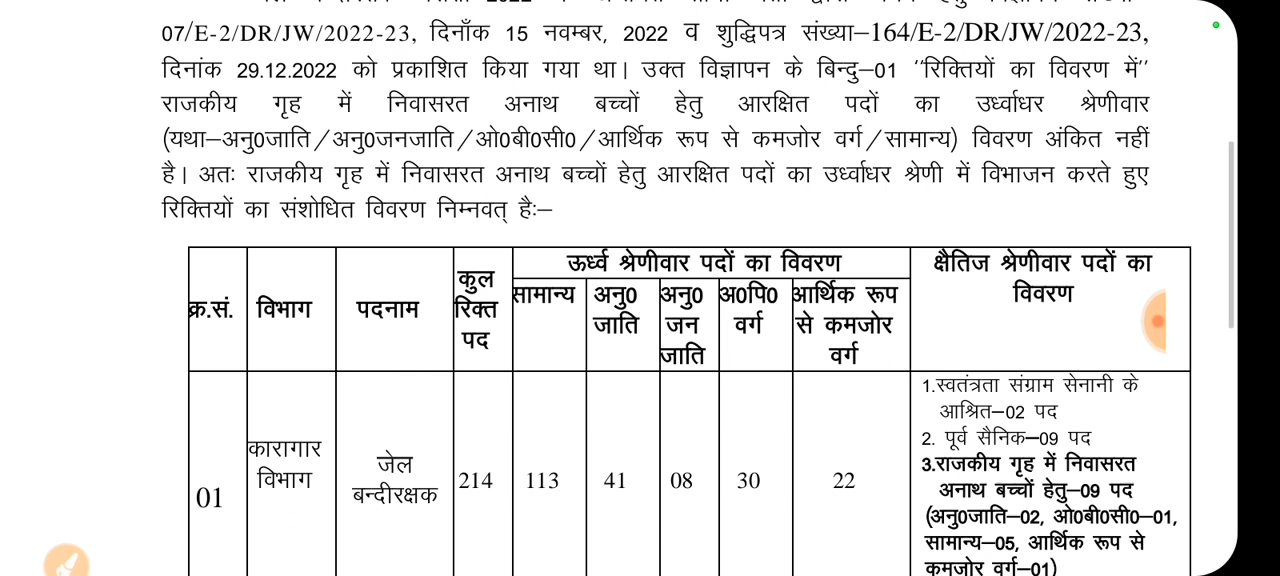 07/E-2/DR/JW/2022-23, दिनाँक 15 नवम्बर, 2022 व शुद्धिपत्र संख्या–164/E-2/DR/JW/2022-23,
दिनांक 29.12.2022 को प्रकाशित किया गया था। उक्त विज्ञापन के बिन्दु–01 ‘‘रिक्तियों का विवरण में’’
राजकीय गृह में निवासरत अनाथ बच्चों हेतु आरक्षित पदों का उर्ध्वाधर श्रेणीवार
(यथा–अनु0जाति/अनु0जनजाति/ओ0बी0सी0/आर्थिक रूप से कमजोर वर्ग/सामान्य) विवरण अंकित नहीं
है। अतः राजकीय गृह में निवासरत अनाथ बच्चों हेतु आरक्षित पदों का उर्ध्वाधर श्रेणी में विभाजन करते हुए
रिक्तियों का संशोधित विवरण निम्नवत् हैः–
क्र.सं.
विभाग
पदनाम
कुल
रिक्त
पद
ऊर्ध्व श्रेणीवार पदों का विवरण
सामान्य
अनु0
जाति
अनु0
जन
जाति
अ0पि0
वर्ग
आर्थिक रूप
से कमजोर
वर्ग
क्षैतिज श्रेणीवार पदों का
विवरण
01
कारागार
विभाग
जेल
बन्दीरक्षक
214
113
41
08
30
22
1.स्वतंत्रता संग्राम सेनानी के
आश्रित–02 पद
2. पूर्व सैनिक–09 पद
3.राजकीय गृह में निवासरत
अनाथ बच्चों हेतु–09 पद
(अनु0जाति–02, ओ0बी0सी0–01,
सामान्य–05, आर्थिक रूप से
कमजोर वर्ग–01)